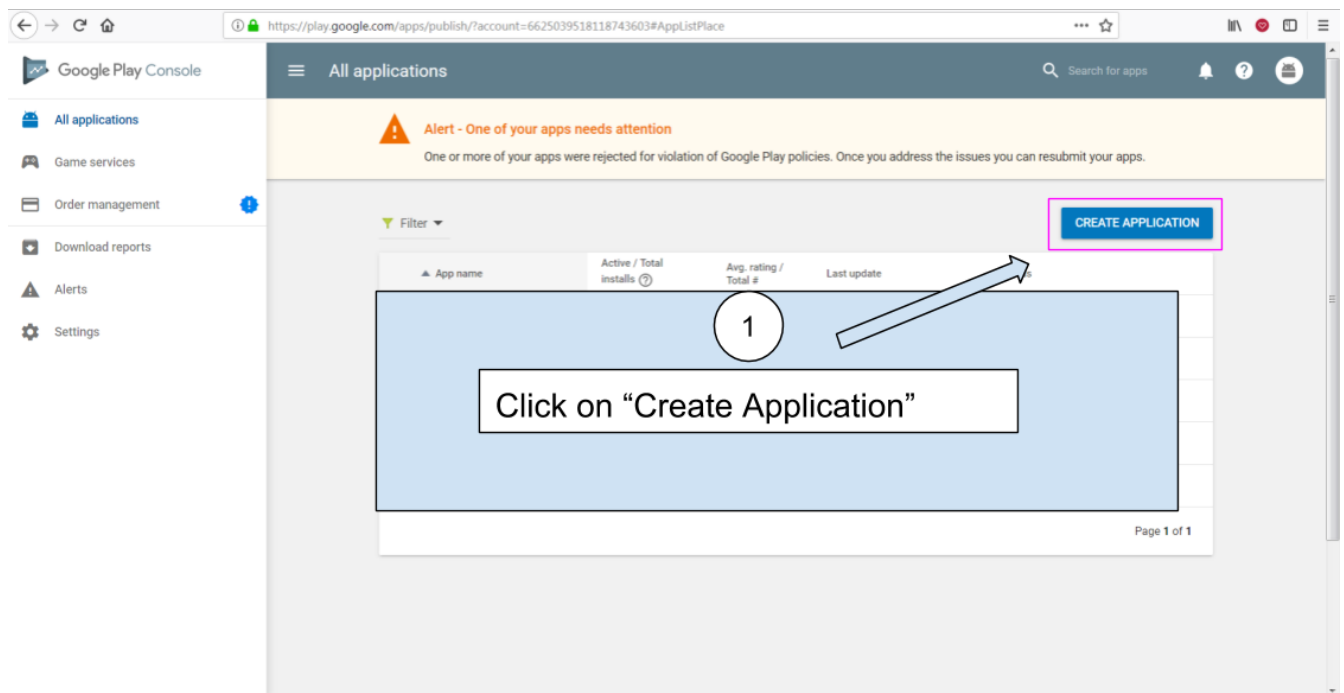 https://play.google.com/apps/publish/?account=6625039518118743603#AppListPlace
Google Play Console
All applications
Search for apps
All applications
Game services
Order management
Download reports
Alerts
Settings
Alert - One of your apps needs attention
One or more of your apps were rejected for violation of Google Play policies. Once you address the issues you can resubmit your apps.
Filter
CREATE APPLICATION
App name
Active / Total
installs
Avg. rating /
Total #
Last update
1
Click on “Create Application”
Page 1 of 1